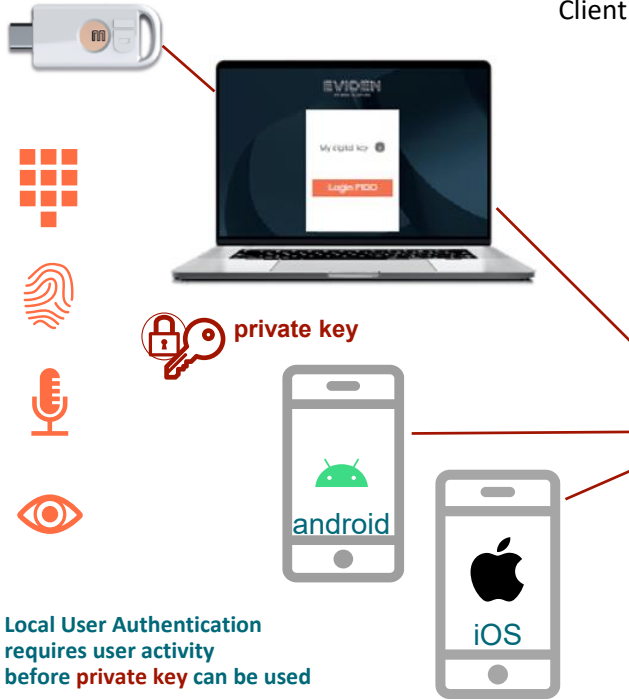 Client
EVIDEN
My digital key
Login FIDO
private key
android
iOS
Local User Authentication
requires user activity
before private key can be used